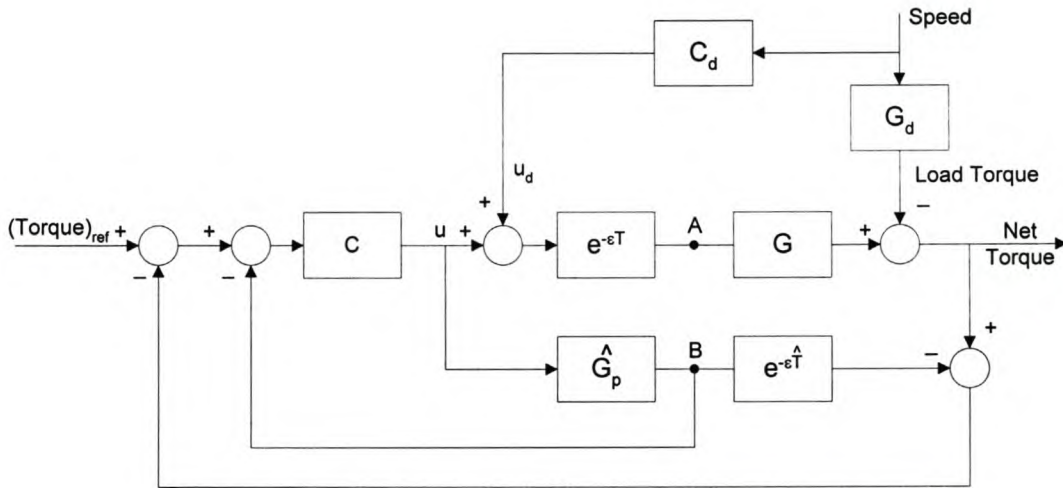 Speed
C_d
G_d
u_d
Load Torque
+
−
(Torque)_ref
+
+
C
u
+
e^{-εT}
A
G
+
Net
Torque
−
−
+
Ĝ_p
B
e^{-εT̂}
−